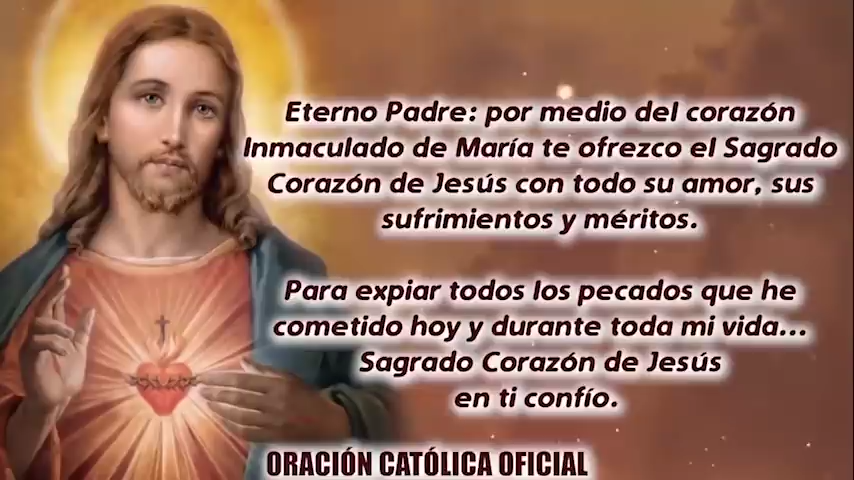 Eterno Padre: por medio del corazón
Inmaculado de María te ofrezco el Sagrado
Corazón de Jesús con todo su amor, sus
sufrimientos y méritos.
Para expiar todos los pecados que he
cometido hoy y durante toda mi vida...
Sagrado Corazón de Jesús
en ti confío.
ORACIÓN CATÓLICA OFICIAL